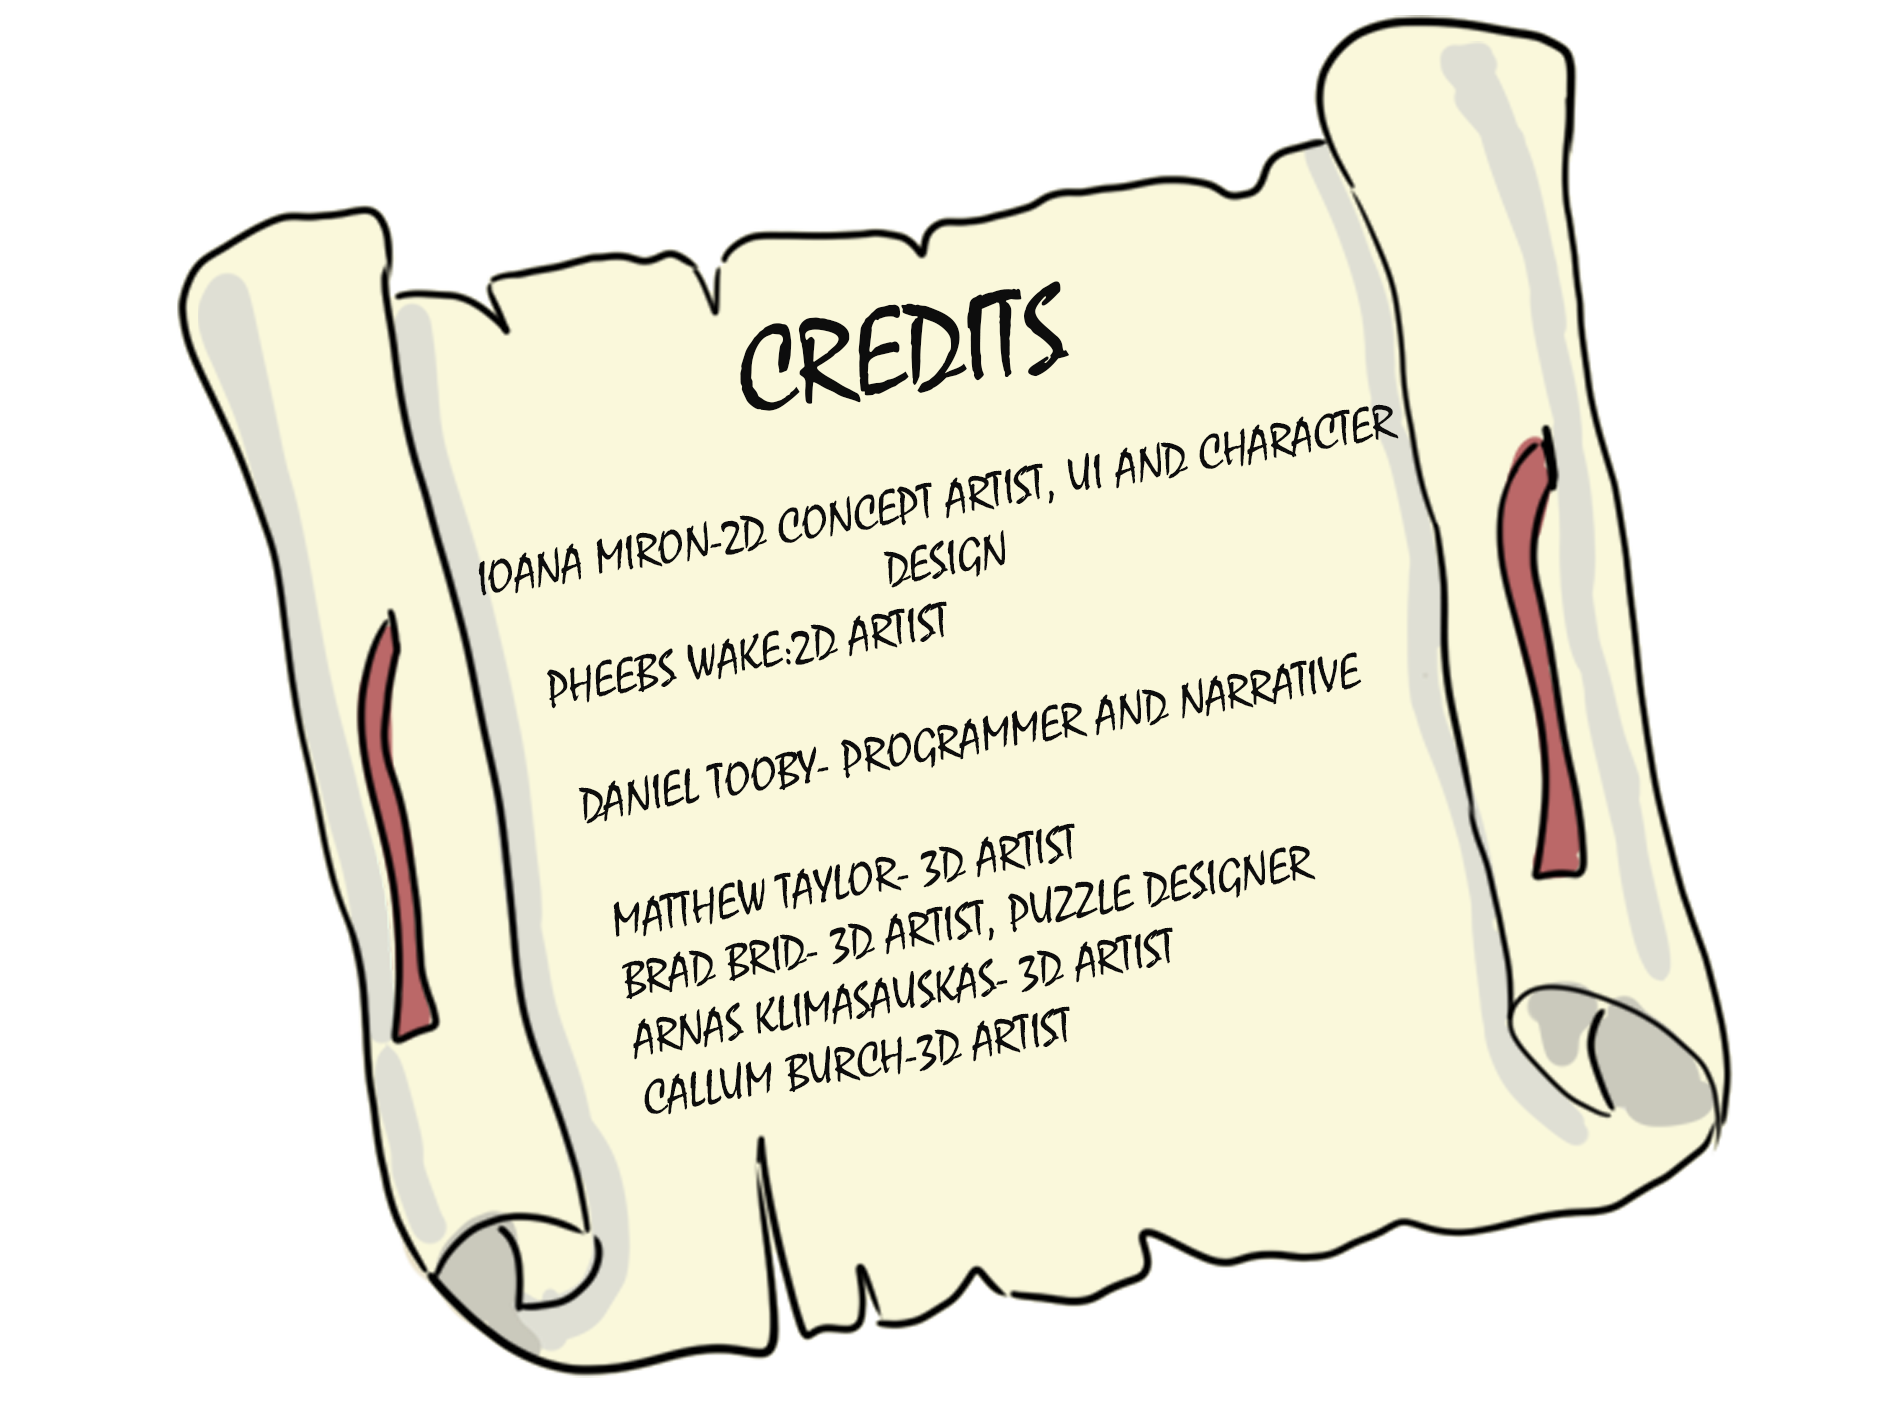 CREDITS
IOANA MIRON-2D CONCEPT ARTIST, UI AND CHARACTER
DESIGN
PHEEBS WAKE:2D ARTIST
DANIEL TOOBY- PROGRAMMER AND NARRATIVE
MATTHEW TAYLOR- 3D ARTIST
BRAD BRID- 3D ARTIST, PUZZLE DESIGNER
ARNAS KLIMASAUSKAS- 3D ARTIST
CALLUM BURCH-3D ARTIST